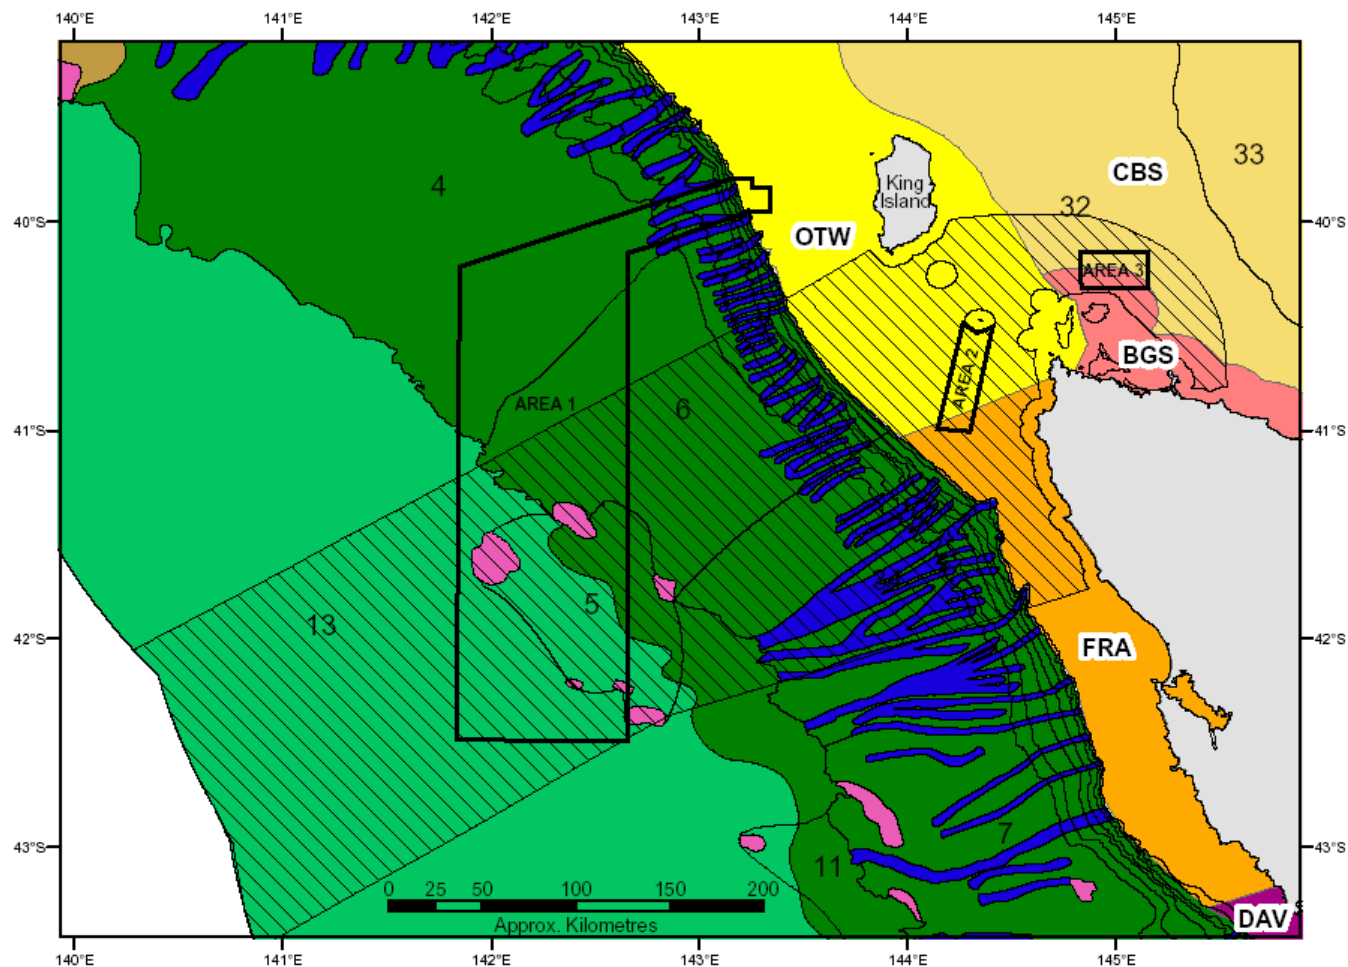 140°E 141°E 142°E 143°E 144°E 145°E
33
CBS
4
King
Island
32
40°S 40°S
OTW
AREA 3
BGS
AREA 2
AREA 1
6
41°S 41°S
5
13
42°S 42°S
FRA
7
43°S 43°S
11
0 25 50 100 150 200
Approx. Kilometres
DAV
140°E 141°E 142°E 143°E 144°E 145°E